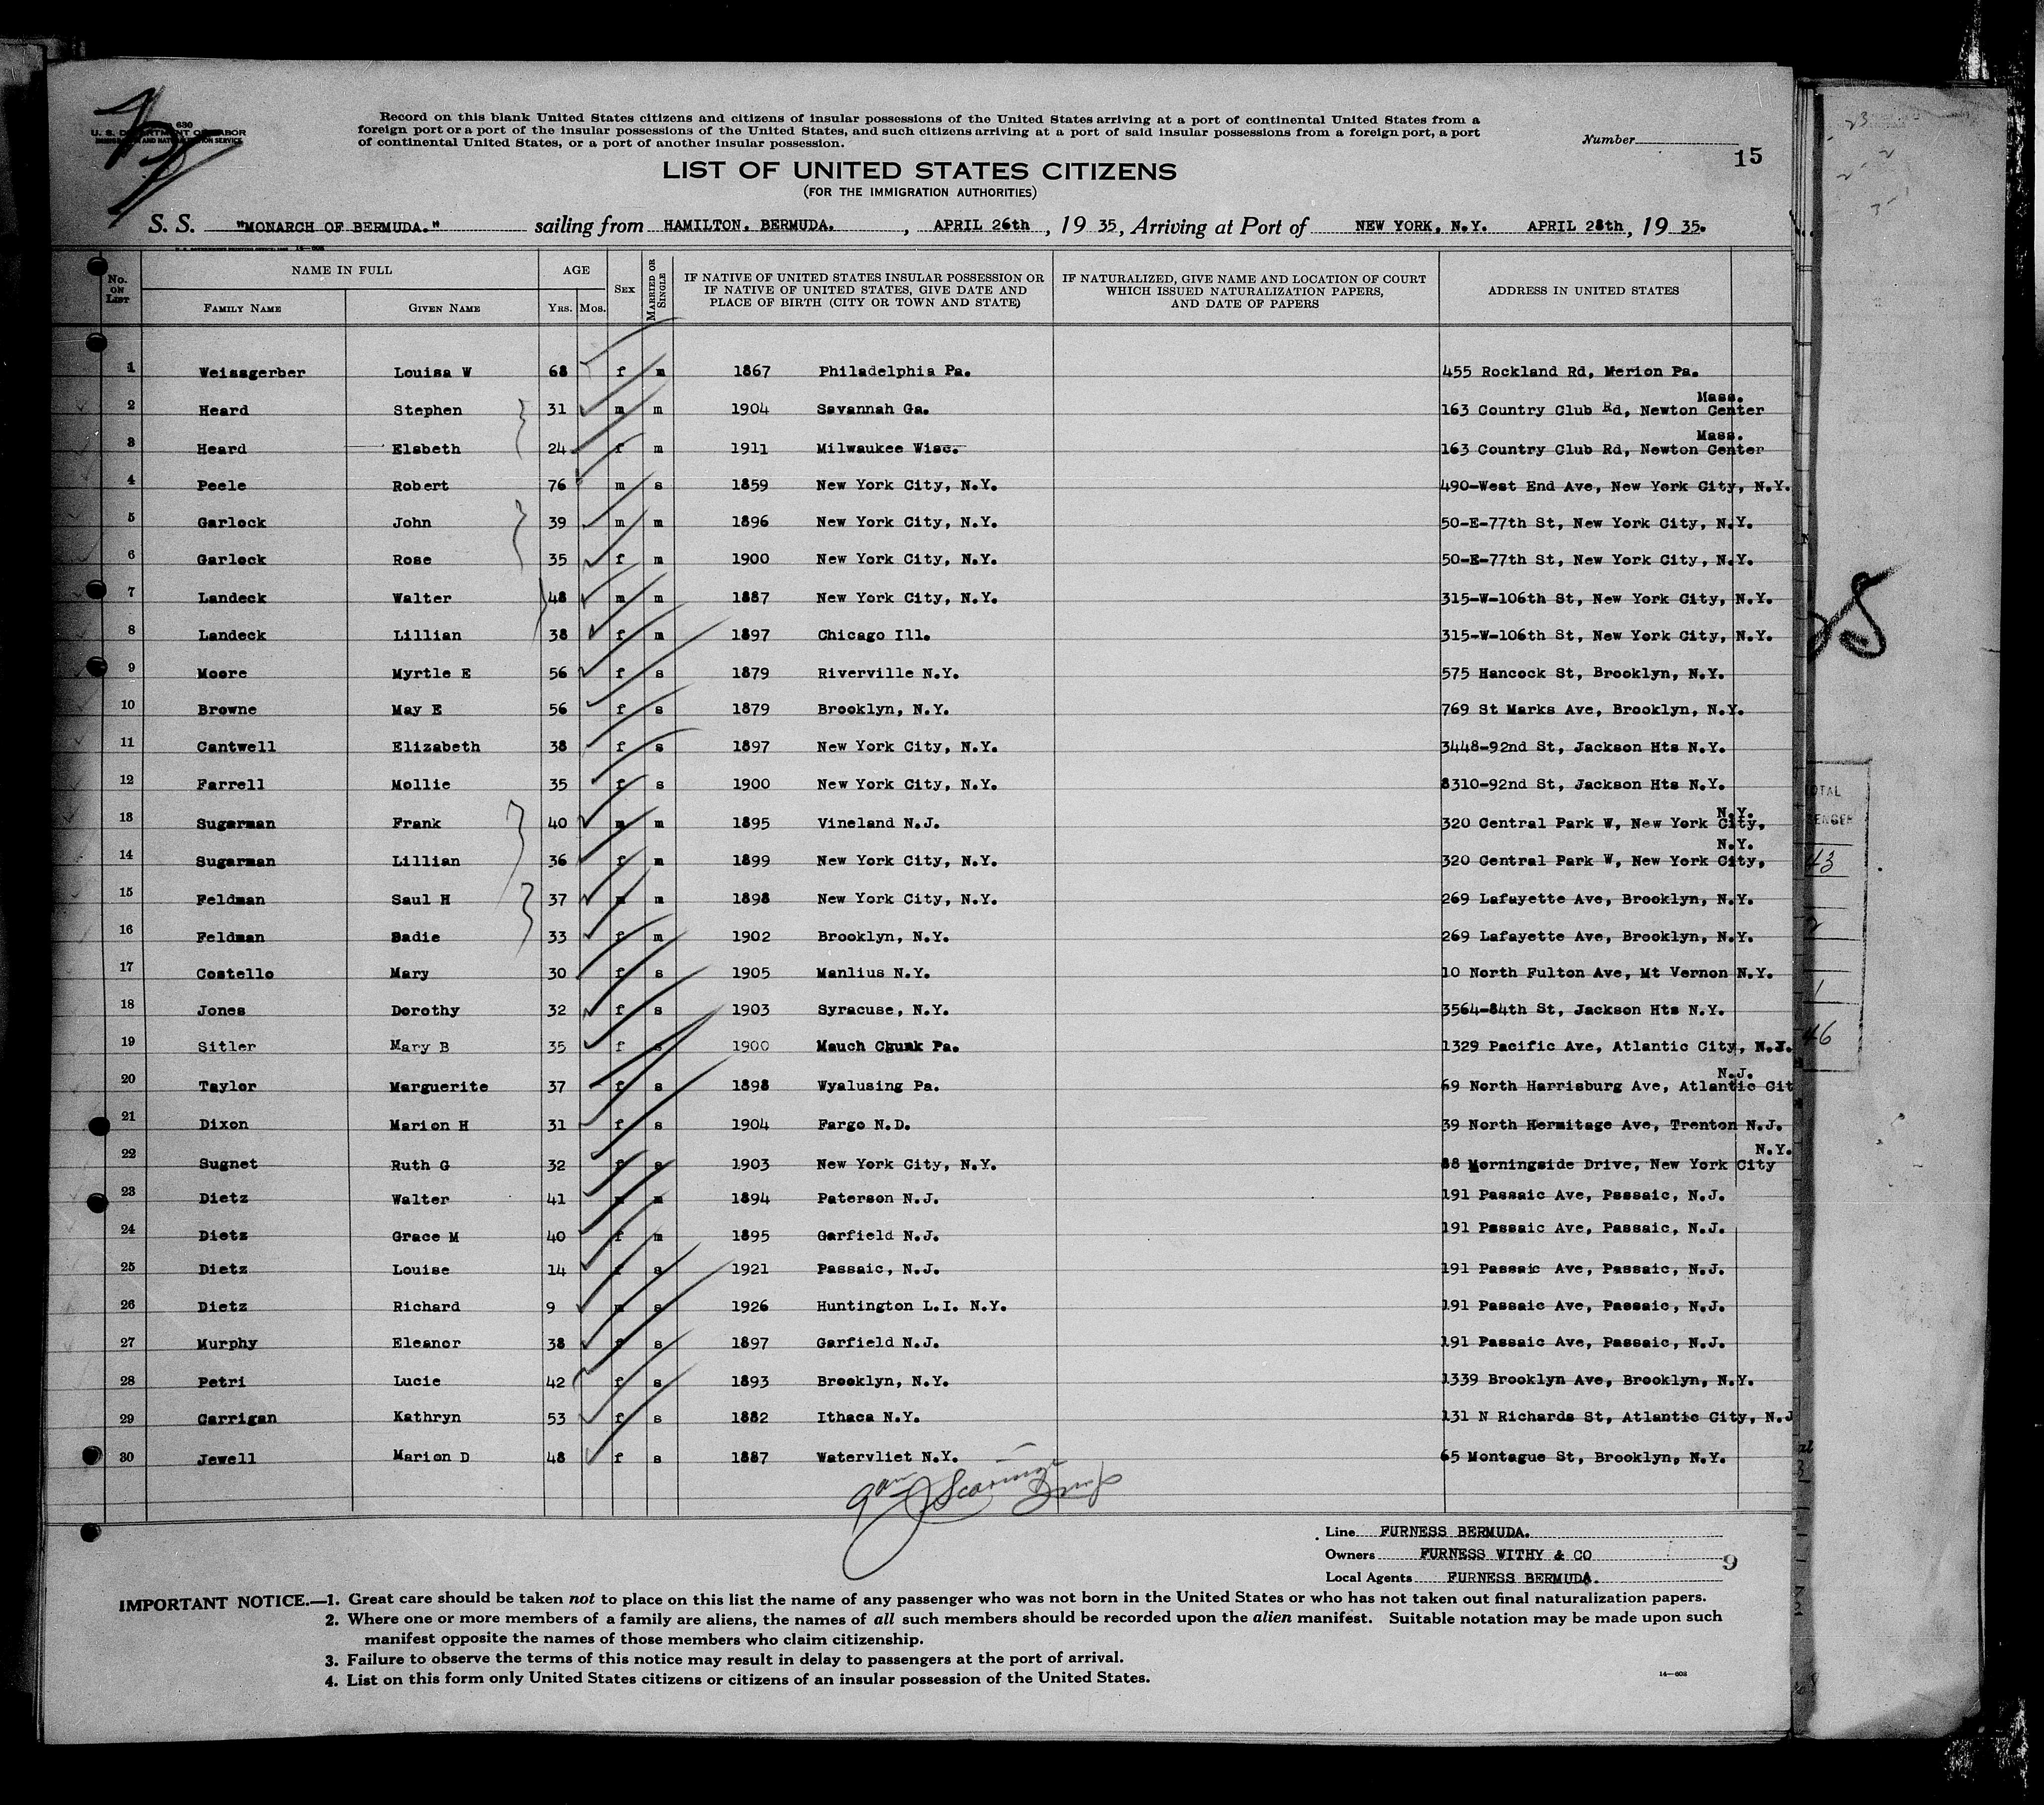 630
U. S. DEPARTMENT OF LABOR
IMMIGRATION AND NATURALIZATION SERVICE
Record on this blank United States citizens and citizens of insular possessions of the United States arriving at a port of continental United States from a
foreign port or a port of the insular possessions of the United States, and such citizens arriving at a port of said insular possessions from a foreign port, a port
of continental United States, or a port of another insular possession.
Number
15
LIST OF UNITED STATES CITIZENS
(FOR THE IMMIGRATION AUTHORITIES)
S. S. "MONARCH OF BERMUDA." sailing from HAMILTON. BERMUDA. , APRIL 26th , 19 35, Arriving at Port of NEW YORK, N.Y. APRIL 28th, 19 35.
No. on List NAME IN FULL AGE Sex Married or Single IF NATIVE OF UNITED STATES INSULAR POSSESSION OR IF NATIVE OF UNITED STATES, GIVE DATE AND PLACE OF BIRTH (CITY OR TOWN AND STATE) IF NATURALIZED, GIVE NAME AND LOCATION OF COURT WHICH ISSUED NATURALIZATION PAPERS, AND DATE OF PAPERS ADDRESS IN UNITED STATES
Family Name Given Name Yrs. Mos.
1 Weissgerber Louisa W 68 f m 1867 Philadelphia Pa. 455 Rockland Rd, Merion Pa.
2 Heard Stephen 31 m m 1904 Savannah Ga. 163 Country Club Rd, Newton Center Mass.
3 Heard Elsbeth 24 f m 1911 Milwaukee Wisc. 163 Country Club Rd, Newton Center Mass.
4 Peele Robert 76 m s 1859 New York City, N.Y. 490-West End Ave, New York City, N.Y.
5 Garlock John 39 m m 1896 New York City, N.Y. 50-E-77th St, New York City, N.Y.
6 Garlock Rose 35 f m 1900 New York City, N.Y. 50-E-77th St, New York City, N.Y.
7 Landeck Walter 48 m m 1887 New York City, N.Y. 315-W-106th St, New York City, N.Y.
8 Landeck Lillian 38 f m 1897 Chicago Ill. 315-W-106th St, New York City, N.Y.
9 Moore Myrtle E 56 f s 1879 Riverville N.Y. 575 Hancock St, Brooklyn, N.Y.
10 Browne May E 56 f s 1879 Brooklyn, N.Y. 769 St Marks Ave, Brooklyn, N.Y.
11 Cantwell Elizabeth 38 f s 1897 New York City, N.Y. 3448-92nd St, Jackson Hts N.Y.
12 Farrell Mollie 35 f s 1900 New York City, N.Y. 8310-92nd St, Jackson Hts N.Y.
13 Sugarman Frank 40 m m 1895 Vineland N.J. 320 Central Park W, New York City, N.Y.
14 Sugarman Lillian 36 f m 1899 New York City, N.Y. 320 Central Park W, New York City, N.Y.
15 Feldman Saul H 37 m m 1898 New York City, N.Y. 269 Lafayette Ave, Brooklyn, N.Y.
16 Feldman Sadie 33 f m 1902 Brooklyn, N.Y. 269 Lafayette Ave, Brooklyn, N.Y.
17 Costello Mary 30 f s 1905 Manlius N.Y. 10 North Fulton Ave, Mt Vernon N.Y.
18 Jones Dorothy 32 f s 1903 Syracuse, N.Y. 3564-84th St, Jackson Hts N.Y.
19 Sitler Mary B 35 f s 1900 Mauch Chunk Pa. 1329 Pacific Ave, Atlantic City, N.J.
20 Taylor Marguerite 37 f s 1898 Wyalusing Pa. 69 North Harrisburg Ave, Atlantic Cit N.J.
21 Dixon Marion H 31 f s 1904 Fargo N.D. 39 North Hermitage Ave, Trenton N.J.
22 Sugnet Ruth G 32 f s 1903 New York City, N.Y. 88 Morningside Drive, New York City N.Y.
23 Dietz Walter 41 m m 1894 Paterson N.J. 191 Passaic Ave, Passaic, N.J.
24 Dietz Grace M 40 f m 1895 Garfield N.J. 191 Passaic Ave, Passaic, N.J.
25 Dietz Louise 14 f s 1921 Passaic, N.J. 191 Passaic Ave, Passaic, N.J.
26 Dietz Richard 9 m s 1926 Huntington L.I. N.Y. 191 Passaic Ave, Passaic, N.J.
27 Murphy Eleanor 38 f s 1897 Garfield N.J. 191 Passaic Ave, Passaic, N.J.
28 Petri Lucie 42 f s 1893 Brooklyn, N.Y. 1339 Brooklyn Ave, Brooklyn, N.Y.
29 Carrigan Kathryn 53 f s 1882 Ithaca N.Y. 131 N Richards St, Atlantic City, N.J
30 Jewell Marion D 48 f s 1887 Watervliet N.Y. 65 Montague St, Brooklyn, N.Y.
Line FURNESS BERMUDA.
Owners FURNESS WITHY & CO
9
Local Agents FURNESS BERMUDA.
IMPORTANT NOTICE.—1. Great care should be taken not to place on this list the name of any passenger who was not born in the United States or who has not taken out final naturalization papers.
2. Where one or more members of a family are aliens, the names of all such members should be recorded upon the alien manifest. Suitable notation may be made upon such
manifest opposite the names of those members who claim citizenship.
3. Failure to observe the terms of this notice may result in delay to passengers at the port of arrival.
4. List on this form only United States citizens or citizens of an insular possession of the United States.
14—608
43
2
1
46